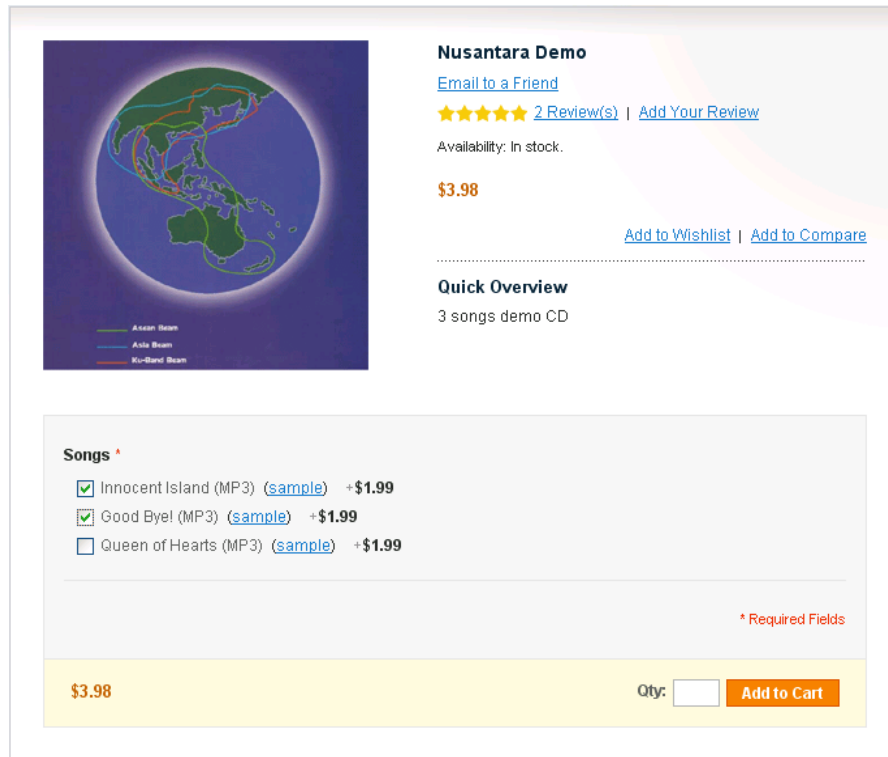 Nusantara Demo
Email to a Friend
2 Review(s) | Add Your Review
Availability: In stock.
$3.98
Add to Wishlist | Add to Compare
Quick Overview
3 songs demo CD
Asean Beam
Asia Beam
Ku-Band Beam
Songs *
Innocent Island (MP3) (sample) +$1.99
Good Bye! (MP3) (sample) +$1.99
Queen of Hearts (MP3) (sample) +$1.99
* Required Fields
$3.98 Qty: Add to Cart